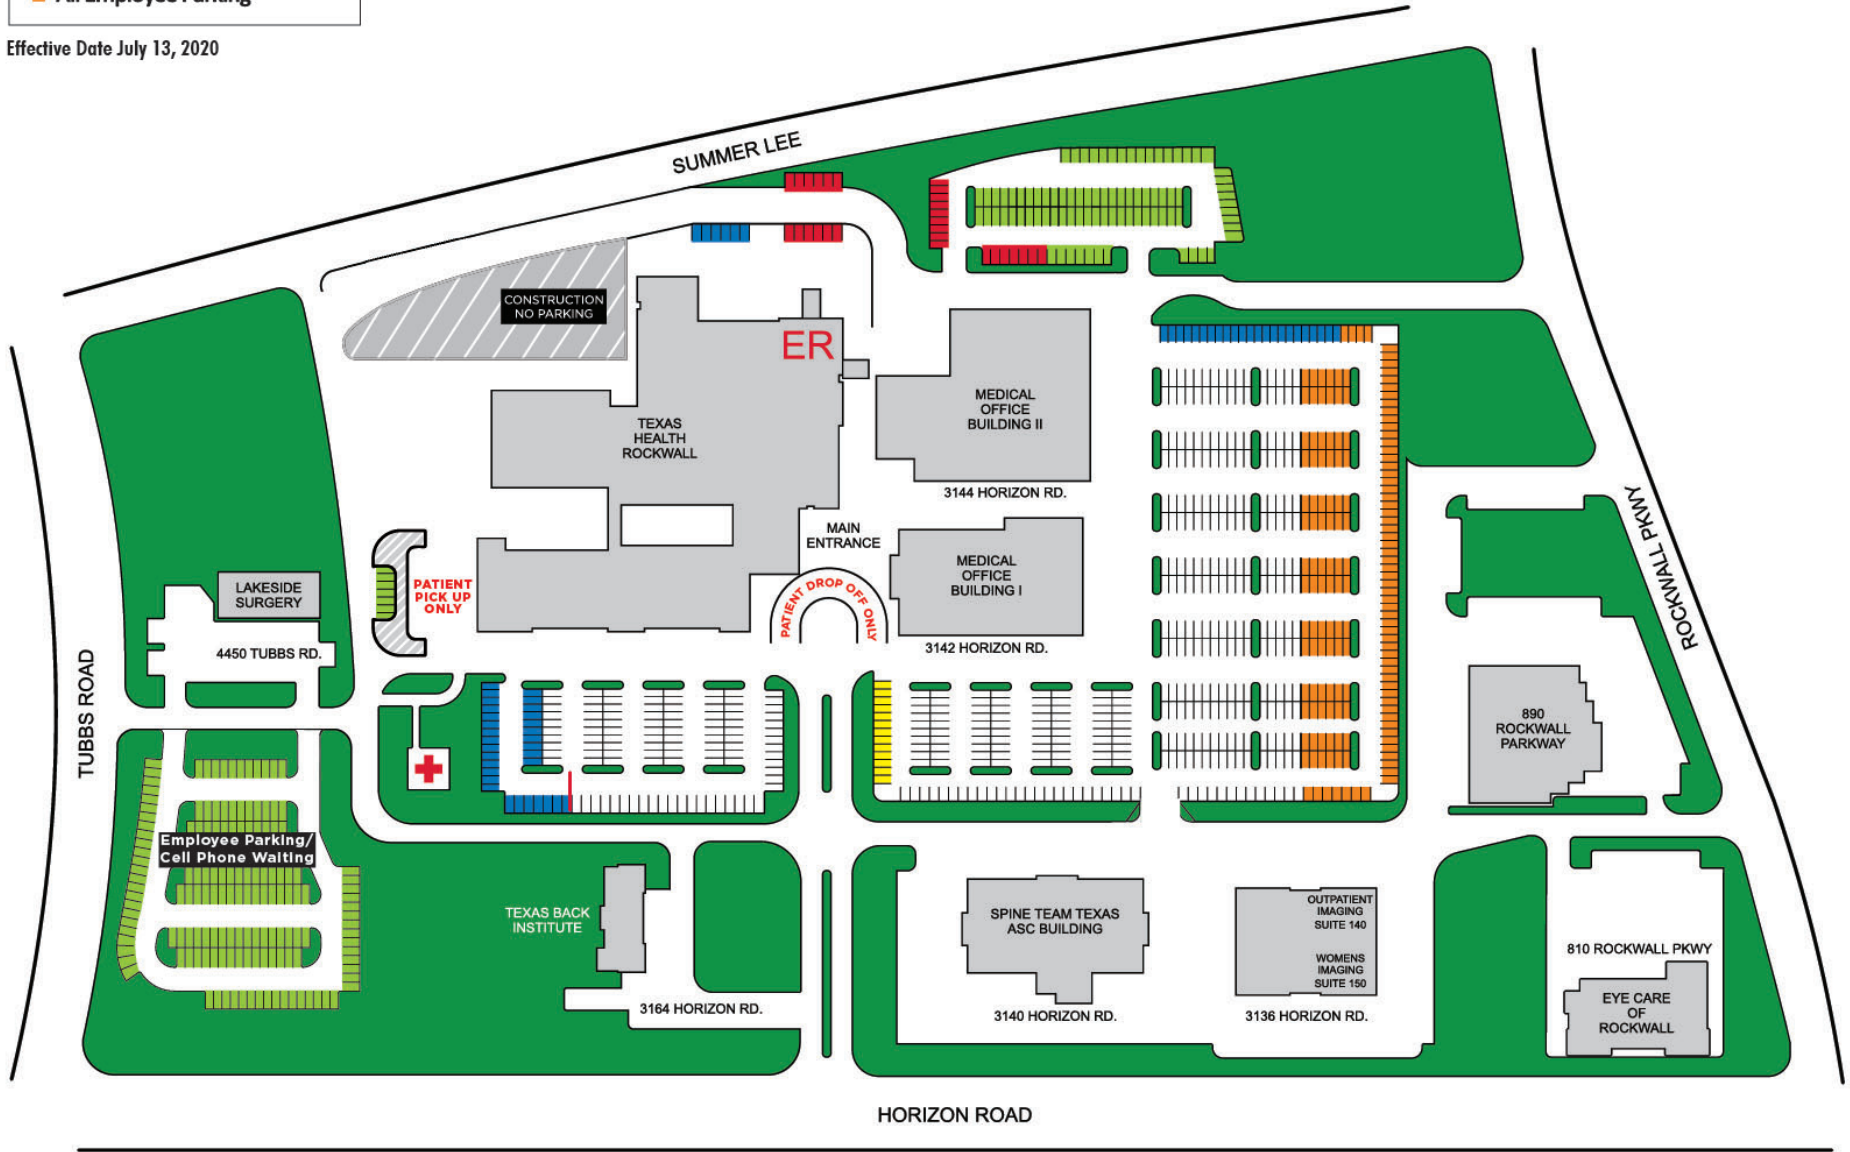 All Employee Parking
Effective Date July 13, 2020
SUMMER LEE
CONSTRUCTION
NO PARKING
ER
TEXAS
HEALTH
ROCKWALL
MEDICAL
OFFICE
BUILDING II
3144 HORIZON RD.
MAIN
ENTRANCE
MEDICAL
OFFICE
BUILDING I
3142 HORIZON RD.
PATIENT DROP OFF ONLY
PATIENT
PICK UP
ONLY
LAKESIDE
SURGERY
4450 TUBBS RD.
TUBBS ROAD
ROCKWALL PKWY
890
ROCKWALL
PARKWAY
Employee Parking/
Cell Phone Waiting
TEXAS BACK
INSTITUTE
3164 HORIZON RD.
SPINE TEAM TEXAS
ASC BUILDING
3140 HORIZON RD.
OUTPATIENT
IMAGING
SUITE 140
WOMENS
IMAGING
SUITE 150
3136 HORIZON RD.
810 ROCKWALL PKWY
EYE CARE
OF
ROCKWALL
HORIZON ROAD